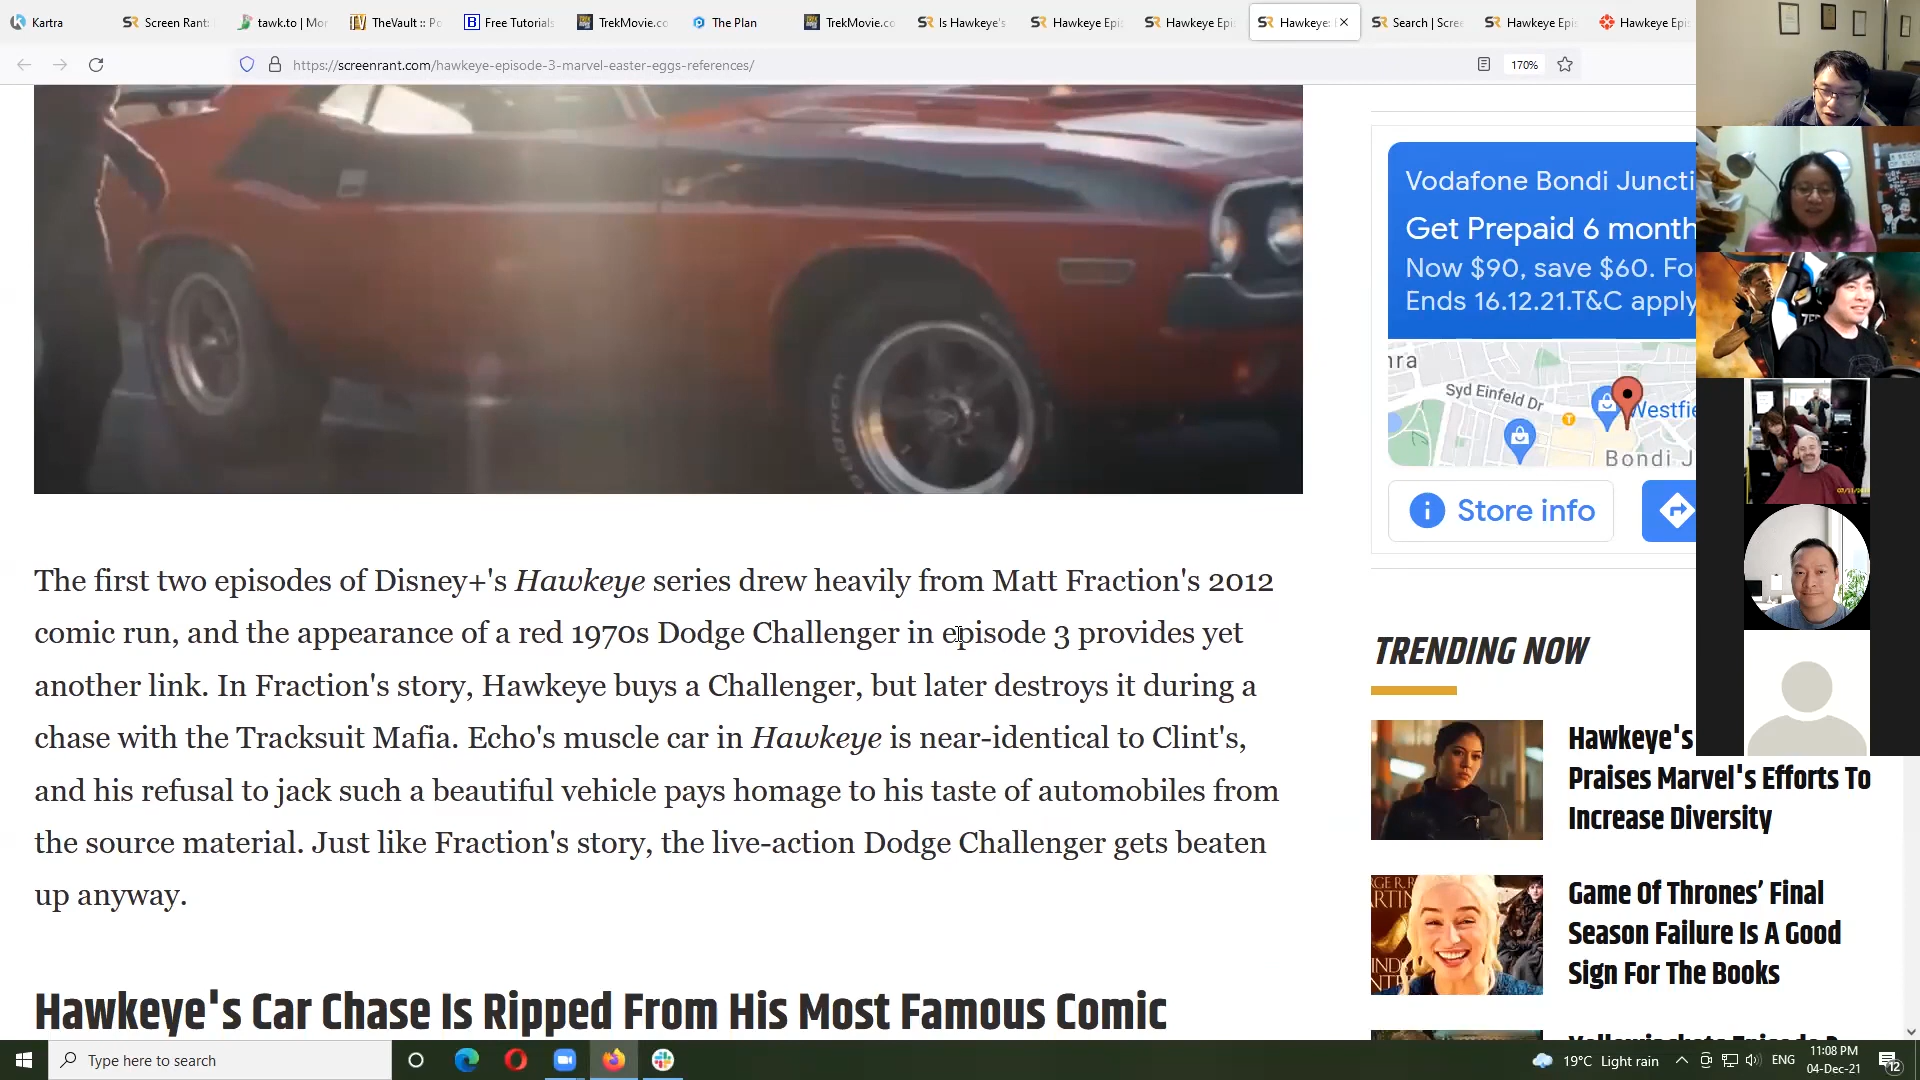 Kartra
Screen Rant:
tawk.to | Mor
TheVault :: Po
Free Tutorials
TrekMovie.co
The Plan
TrekMovie.co
Is Hawkeye's
Hawkeye Epi
Hawkeye Epi
Hawkeye:
Search | Scree
Hawkeye Epi
Hawkeye Epi
https://screenrant.com/hawkeye-episode-3-marvel-easter-eggs-references/
170%
Vodafone Bondi Juncti
Get Prepaid 6 month
Now $90, save $60. Fo
Ends 16.12.21.T&C apply
Syd Einfeld Dr
Westfie
Bondi J
Store info
The first two episodes of Disney+'s Hawkeye series drew heavily from Matt Fraction's 2012
comic run, and the appearance of a red 1970s Dodge Challenger in episode 3 provides yet
another link. In Fraction's story, Hawkeye buys a Challenger, but later destroys it during a
chase with the Tracksuit Mafia. Echo's muscle car in Hawkeye is near-identical to Clint's,
and his refusal to jack such a beautiful vehicle pays homage to his taste of automobiles from
the source material. Just like Fraction's story, the live-action Dodge Challenger gets beaten
up anyway.
Hawkeye's Car Chase Is Ripped From His Most Famous Comic
TRENDING NOW
Hawkeye's
Praises Marvel's Efforts To
Increase Diversity
Game Of Thrones' Final
Season Failure Is A Good
Sign For The Books
Type here to search
19°C Light rain
ENG
11:08 PM
04-Dec-21
12